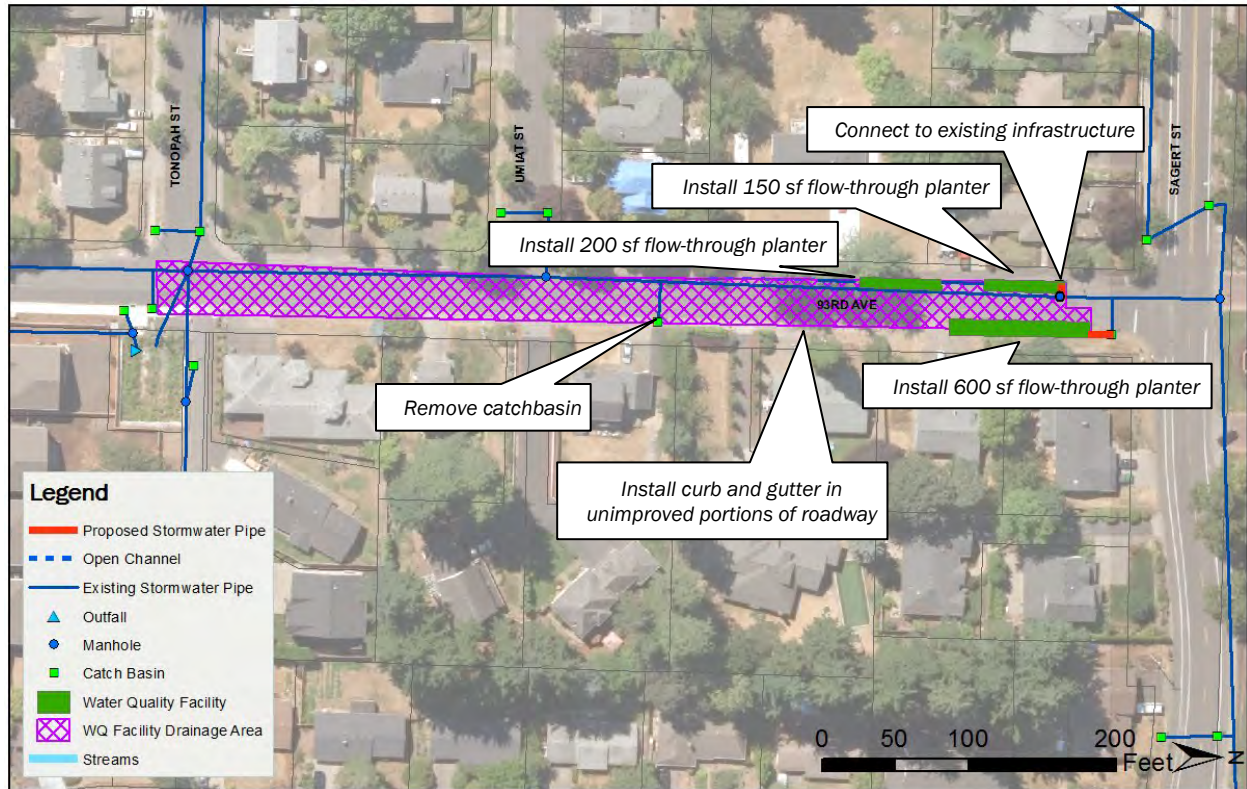 TONOPAH ST
UMIAT ST
SAGERT ST
Connect to existing infrastructure
Install 150 sf flow-through planter
Install 200 sf flow-through planter
93RD AVE
Install 600 sf flow-through planter
Remove catchbasin
Install curb and gutter in
unimproved portions of roadway
Legend
Proposed Stormwater Pipe
Open Channel
Existing Stormwater Pipe
Outfall
Manhole
Catch Basin
Water Quality Facility
WQ Facility Drainage Area
Streams
0 50 100 200
Feet
N